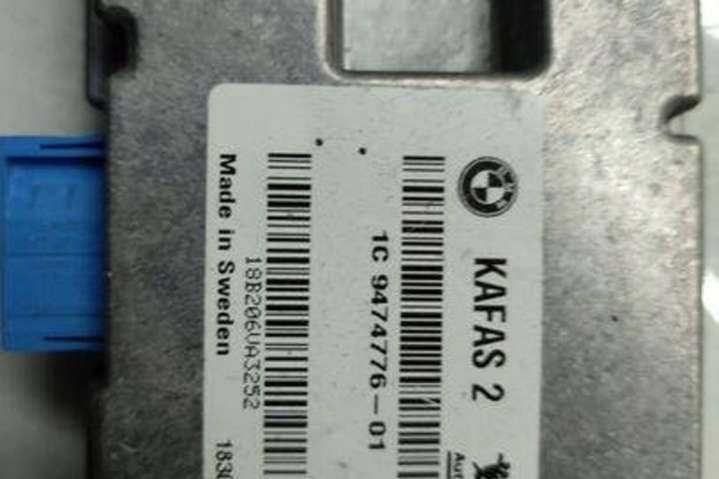 KAFAS 2
1C 9474776-01
18B206VA3252
Made in Sweden